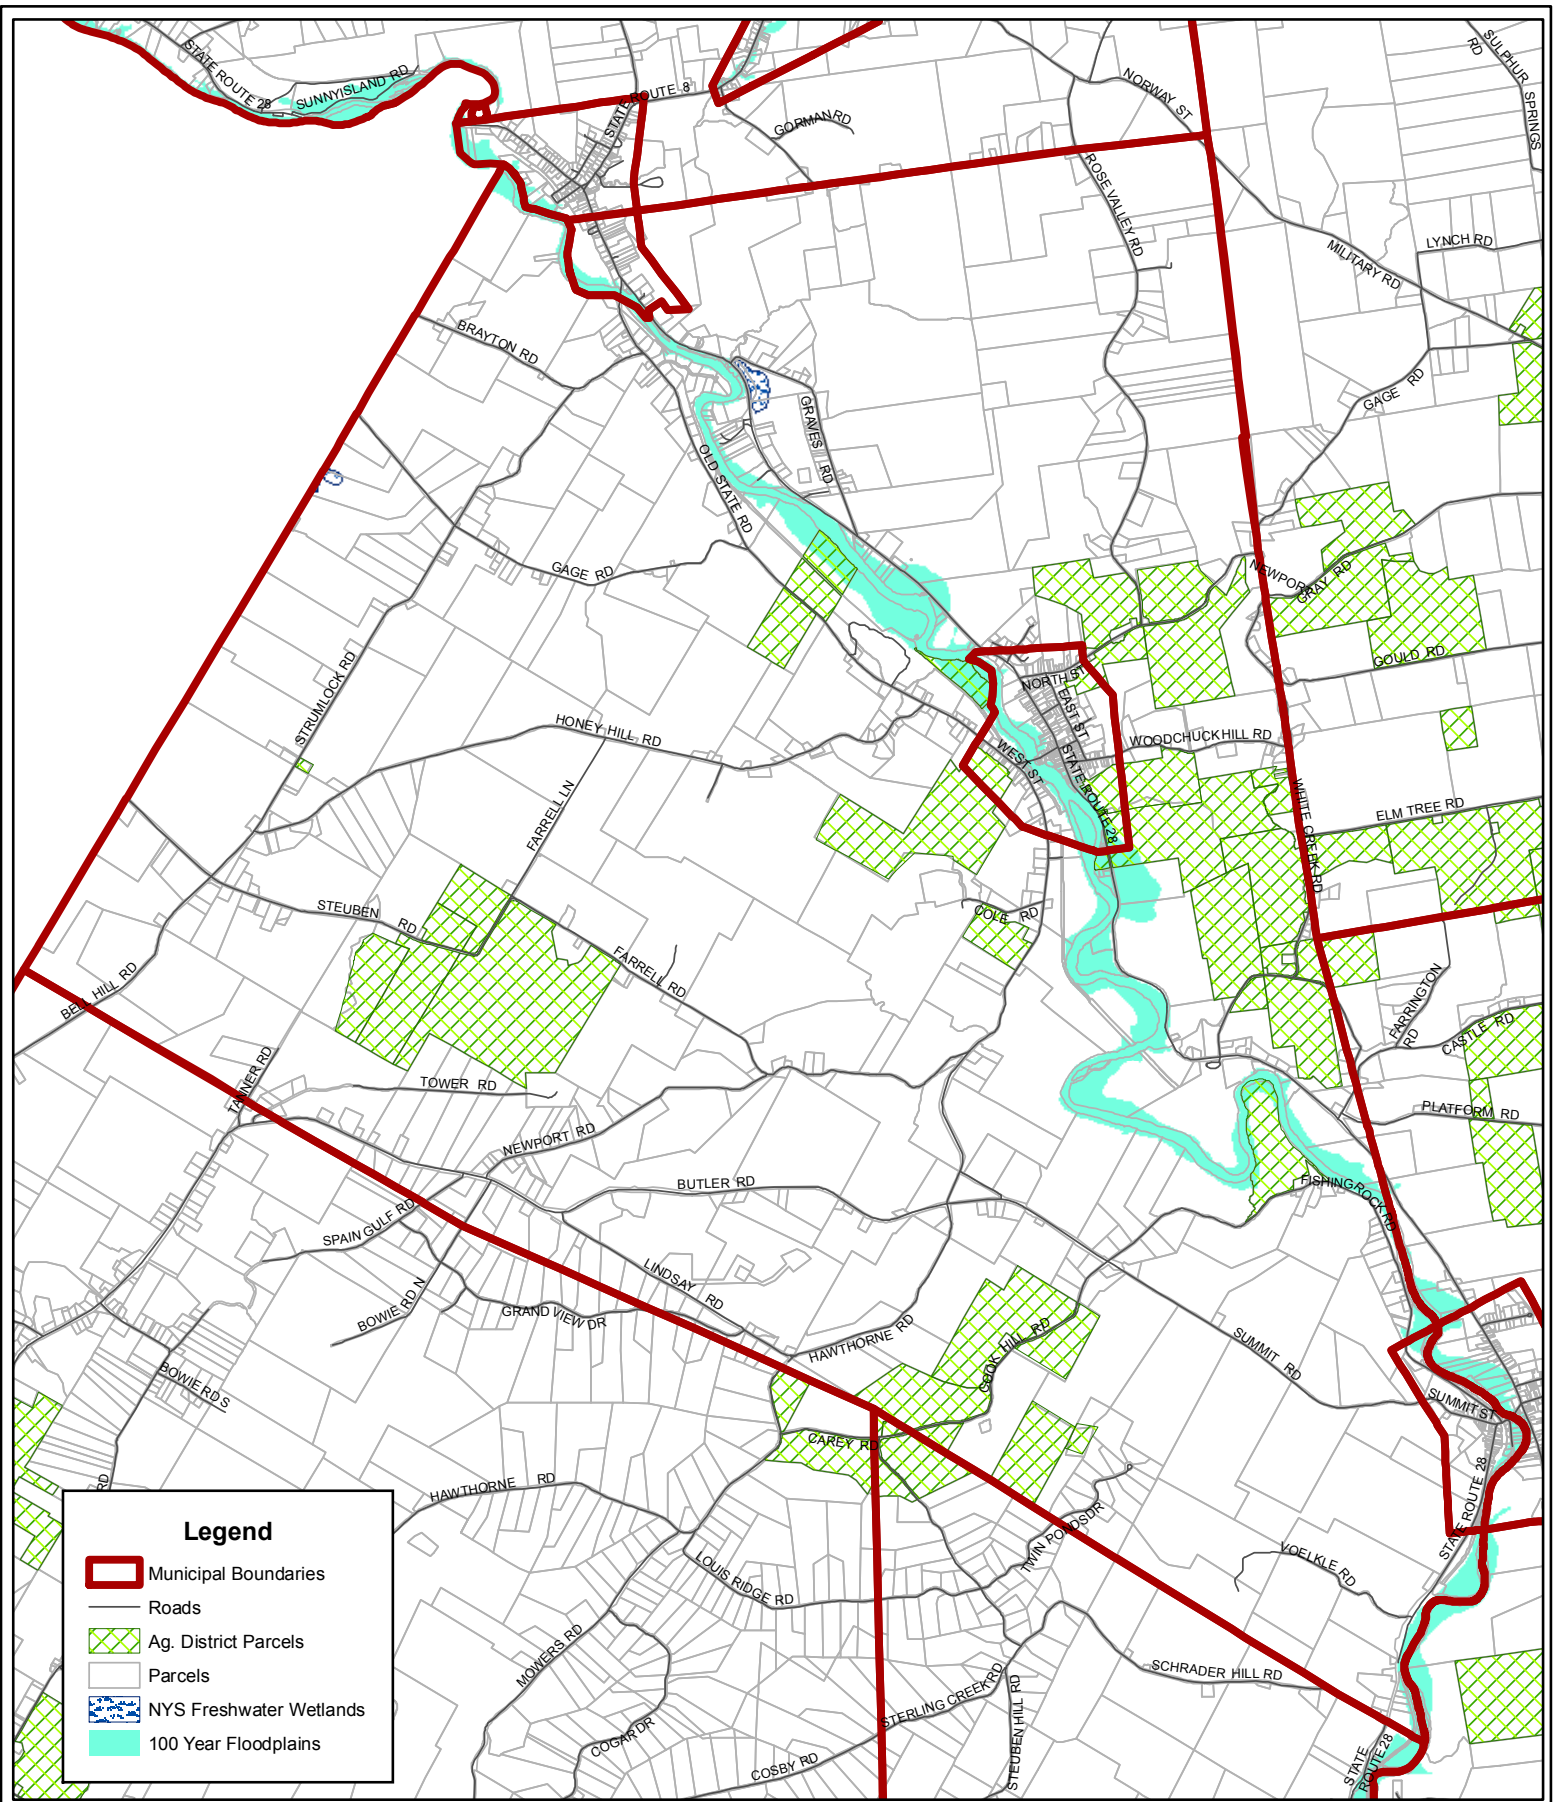 STATE ROUTE 28
SUNNYISLAND RD
STATE ROUTE 8
GORMAN RD
NORWAY ST
SULPHUR SPRINGS
RD
ROSE VALLEY RD
MILITARY RD
LYNCH RD
BRAYTON RD
GRAVES RD
GAGE RD
OLD STATE RD
GAGE RD
NEWPORT
GRAY RD
GOULD RD
STRUMLOCK RD
HONEY HILL RD
NORTH ST
EAST ST
WEST ST
STATE ROUTE 28
WOODCHUCK HILL RD
WHITE CREEK RD
ELM TREE RD
FARRELL LN
STEUBEN RD
FARRELL RD
COLE RD
BELL HILL RD
FARRINGTON
RD
CASTLE RD
TANNER RD
TOWER RD
PLATFORM RD
NEWPORT RD
BUTLER RD
FISHING ROCK RD
SPAIN GULF RD
LINDSAY RD
BOWIE RD N
GRAND VIEW DR
HAWTHORNE RD
COOK HILL RD
SUMMIT RD
BOWIE RD S
SUMMIT ST
CAREY RD
HAWTHORNE RD
RD
STATE ROUTE 28
TWIN PONDS DR
VOELKLE RD
LOUIS RIDGE RD
MOWERS RD
SCHRADER HILL RD
STERLING CREEK RD
STEUBEN HILL RD
COGAR DR
COSBY RD
STATE
ROUTE 28
Legend
Municipal Boundaries
Roads
Ag. District Parcels
Parcels
NYS Freshwater Wetlands
100 Year Floodplains